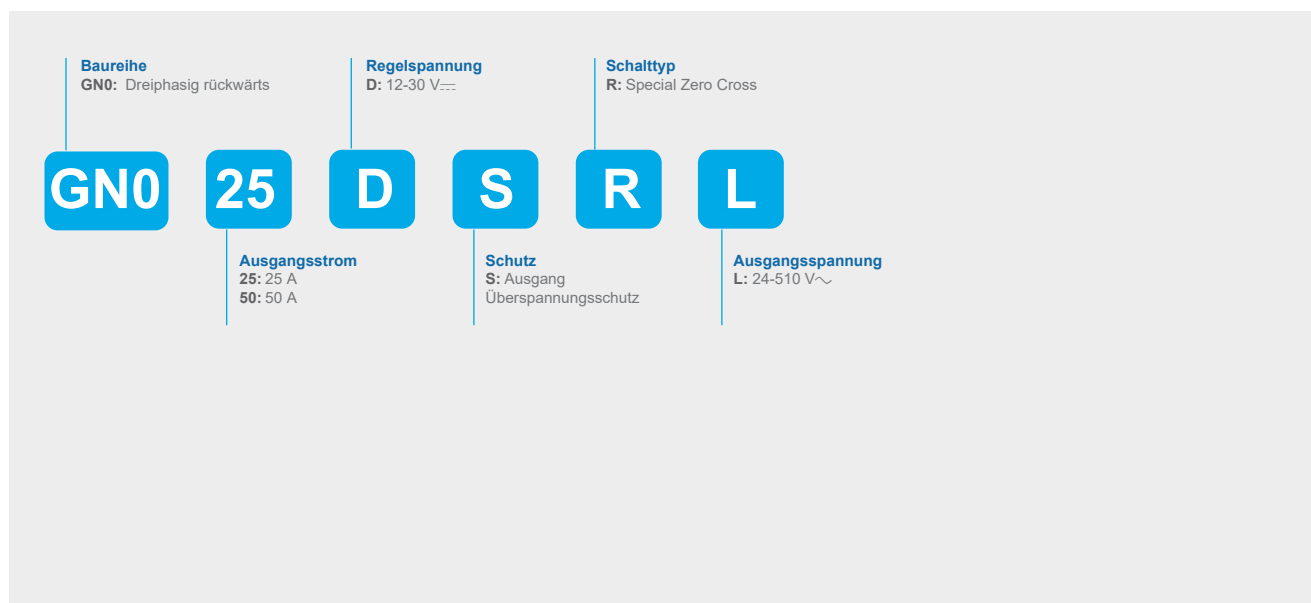 Baureihe
GN0: Dreiphasig rückwärts
Regelspannung
D: 12-30 V⎓
Schalttyp
R: Special Zero Cross
GN0 25 D S R L
Ausgangsstrom
25: 25 A
50: 50 A
Schutz
S: Ausgang
Überspannungsschutz
Ausgangsspannung
L: 24-510 V∿